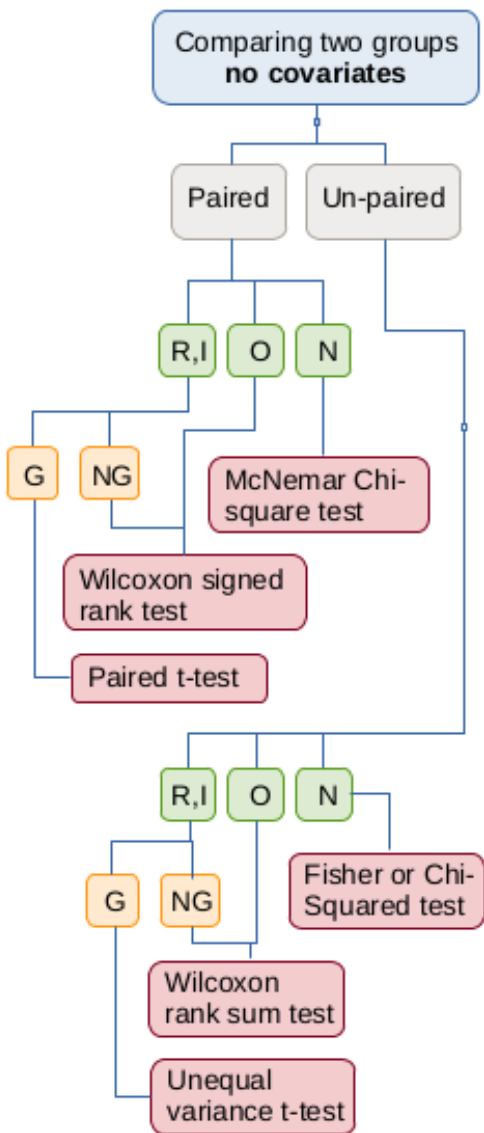 Comparing two groups
no covariates
Paired
Un-paired
R,I
O
N
G
NG
McNemar Chi-
square test
Wilcoxon signed
rank test
Paired t-test
R,I
O
N
G
NG
Fisher or Chi-
Squared test
Wilcoxon
rank sum test
Unequal
variance t-test